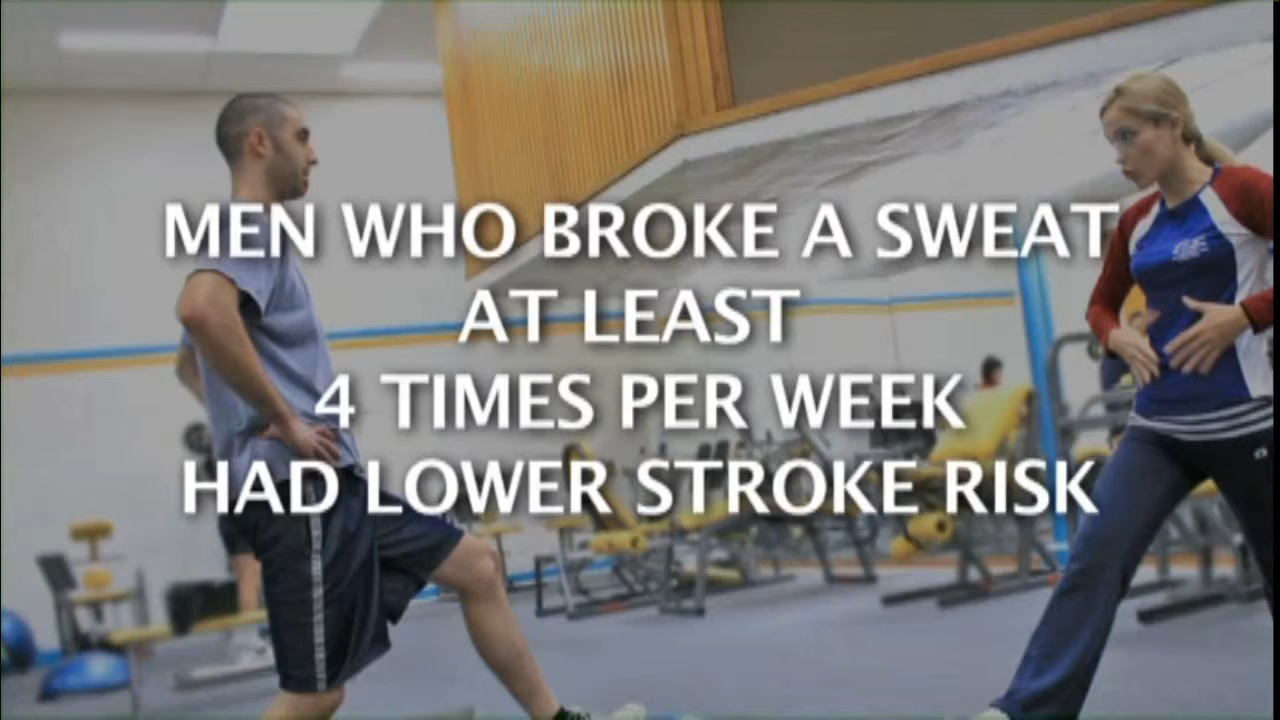 MEN WHO BROKE A SWEAT
AT LEAST
4 TIMES PER WEEK
HAD LOWER STROKE RISK